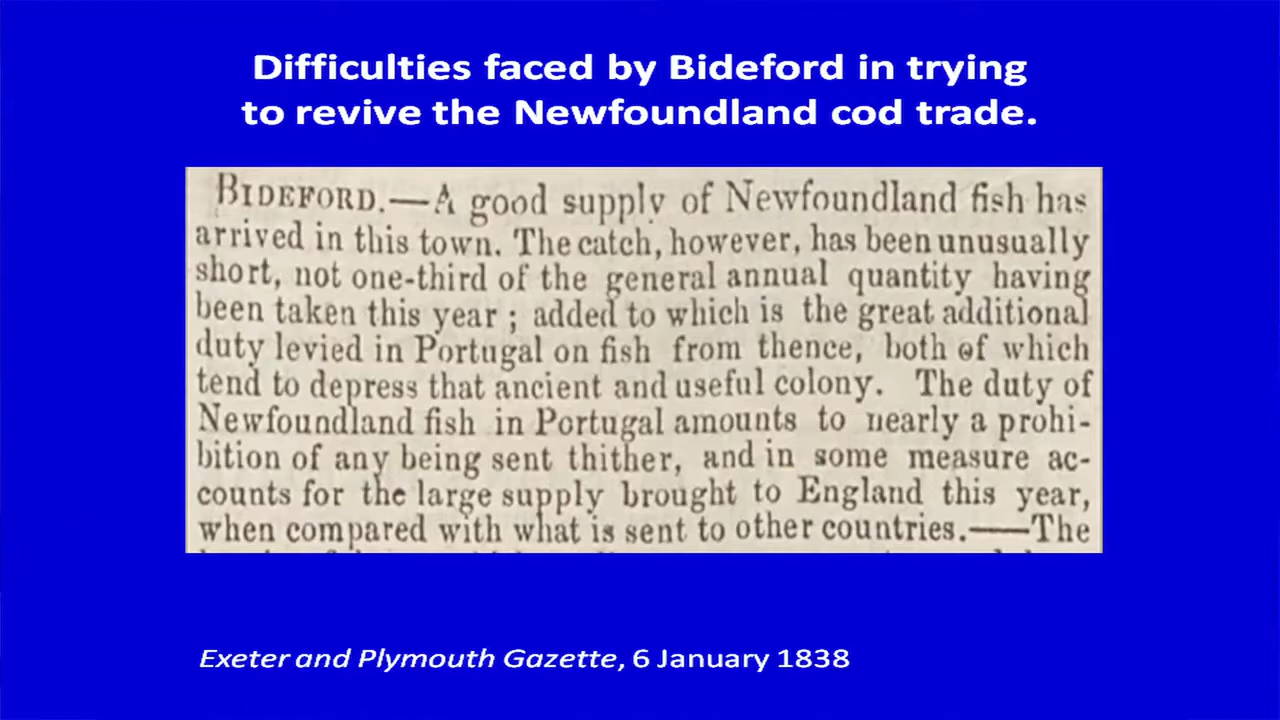 Difficulties faced by Bideford in trying
to revive the Newfoundland cod trade.
BIDEFORD.—A good supply of Newfoundland fish has
arrived in this town. The catch, however, has been unusually
short, not one-third of the general annual quantity having
been taken this year ; added to which is the great additional
duty levied in Portugal on fish from thence, both of which
tend to depress that ancient and useful colony. The duty of
Newfoundland fish in Portugal amounts to nearly a prohi-
bition of any being sent thither, and in some measure ac-
counts for the large supply brought to England this year,
when compared with what is sent to other countries.——The
Exeter and Plymouth Gazette, 6 January 1838